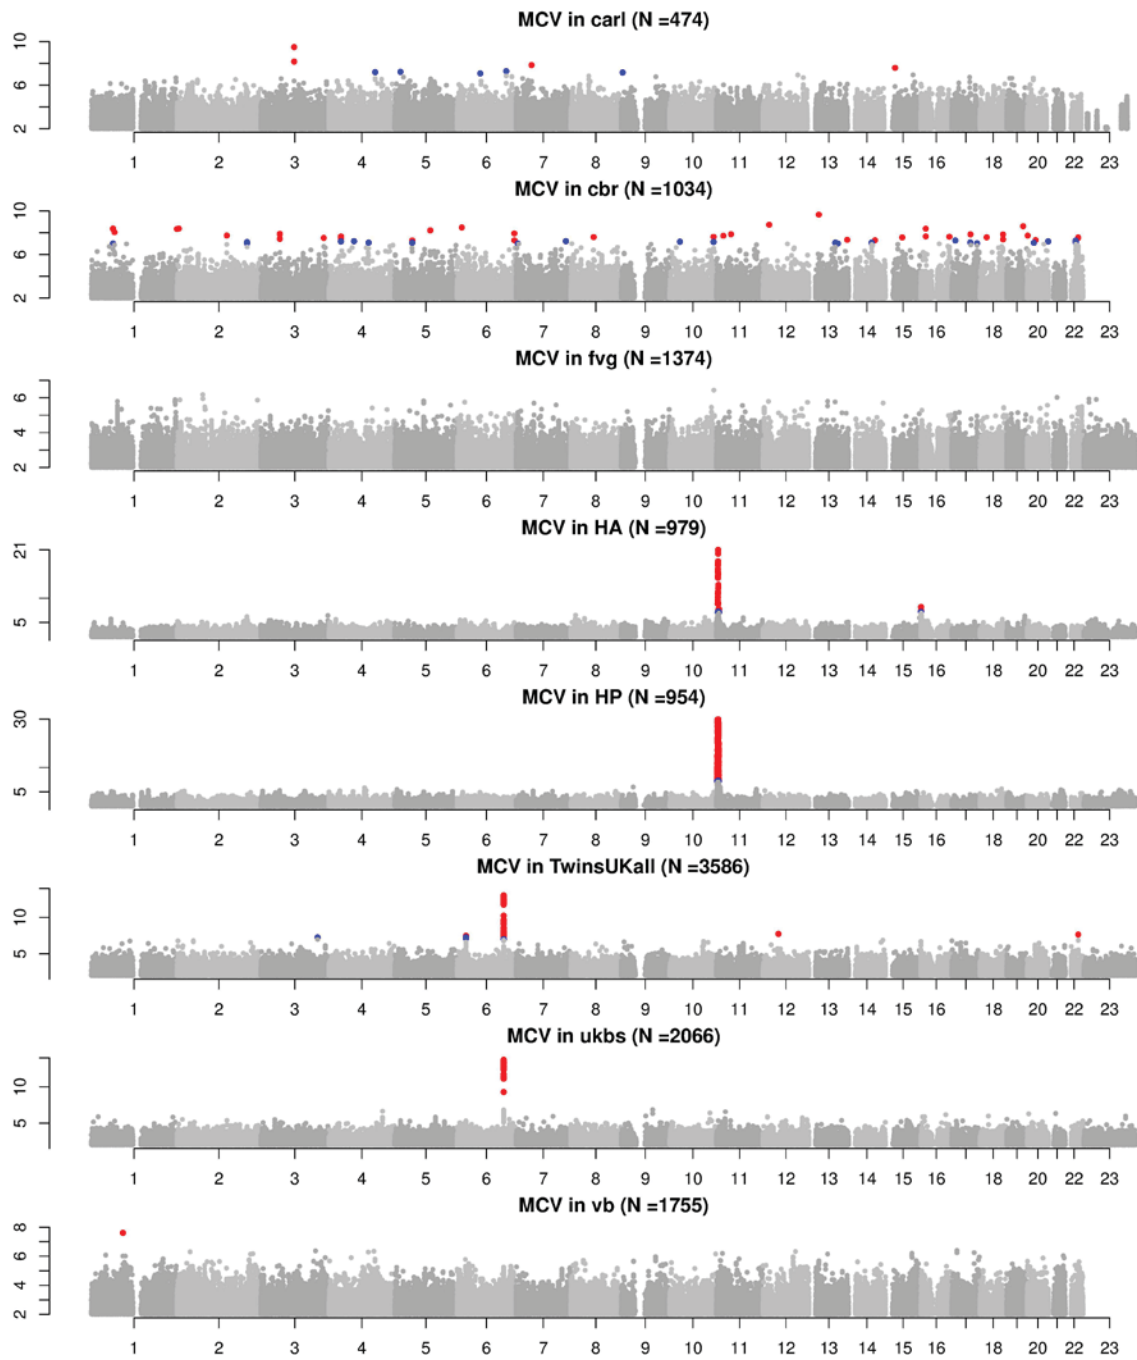 MCV in carl (N =474)
10
6
2
1 2 3 4 5 6 7 8 9 10 11 12 13 14 15 16 18 20 22 23
MCV in cbr (N =1034)
10
6
2
1 2 3 4 5 6 7 8 9 10 11 12 13 14 15 16 18 20 22 23
MCV in fvg (N =1374)
6
4
2
1 2 3 4 5 6 7 8 9 10 11 12 13 14 15 16 18 20 22 23
MCV in HA (N =979)
21
5
1 2 3 4 5 6 7 8 9 10 11 12 13 14 15 16 18 20 22 23
MCV in HP (N =954)
30
5
1 2 3 4 5 6 7 8 9 10 11 12 13 14 15 16 18 20 22 23
MCV in TwinsUKall (N =3586)
10
5
1 2 3 4 5 6 7 8 9 10 11 12 13 14 15 16 18 20 22 23
MCV in ukbs (N =2066)
10
5
1 2 3 4 5 6 7 8 9 10 11 12 13 14 15 16 18 20 22 23
MCV in vb (N =1755)
8
6
4
2
1 2 3 4 5 6 7 8 9 10 11 12 13 14 15 16 18 20 22 23